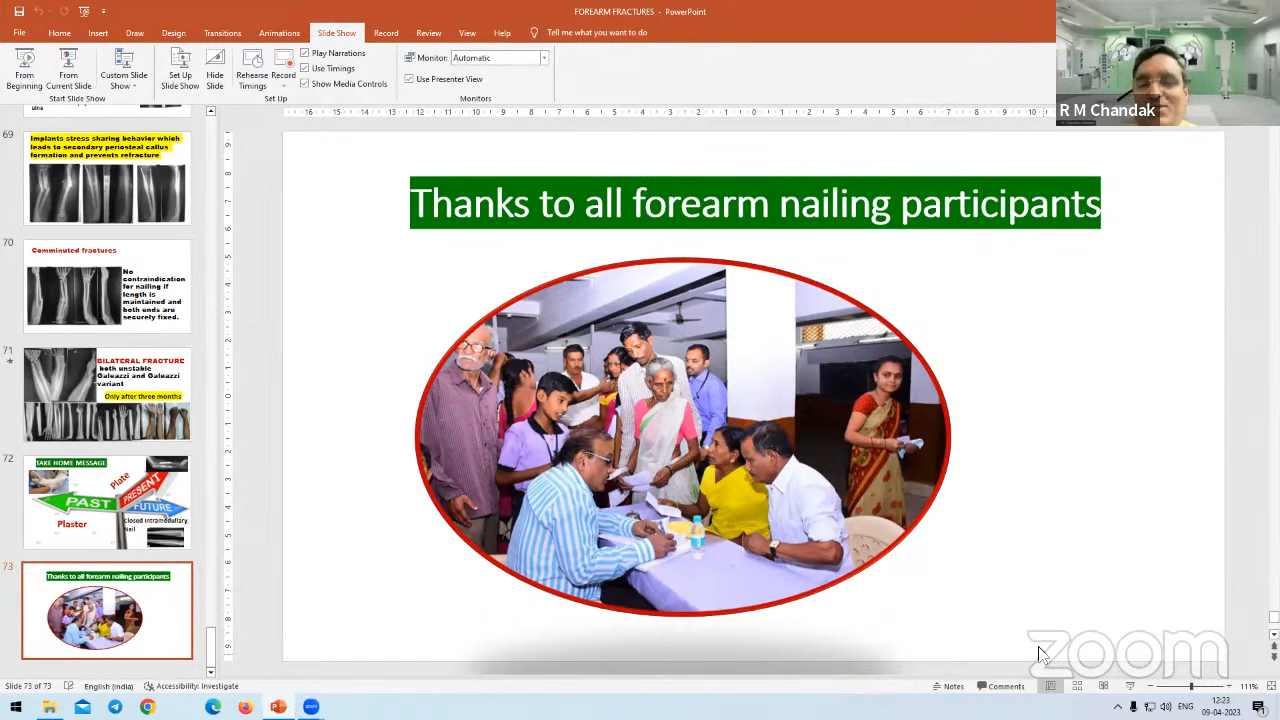 FOREARM FRACTURES - PowerPoint
File Home Insert Draw Design Transitions Animations Slide Show Record Review View Help Tell me what you want to do
From Beginning
From Current Slide
Custom Slide Show
Start Slide Show
Set Up Slide Show
Hide Slide
Rehearse Timings
Record
Play Narrations
Use Timings
Show Media Controls
Set Up
Monitor: Automatic
Use Presenter View
Monitors
R M Chandak
69
Implants stress sharing behavior which
leads to secondary periosteal callus
formation and prevents refracture
70
Comminuted fractures
No
contraindication
for nailing if
length is
maintained and
both ends are
securely fixed.
71
BILATERAL FRACTURE
both unstable
Galeazzi and Galeazzi
variant
Only after three months
72
TAKE HOME MESSAGE
Plate
PAST
PRESENT
FUTURE
Plaster
Closed Intramedullary
Nail
73
Thanks to all forearm nailing participants
Thanks to all forearm nailing participants
zoom
Slide 73 of 73 English (India) Accessibility: Investigate Notes Comments 111%
zoom
ENG
12:23
09-04-2023